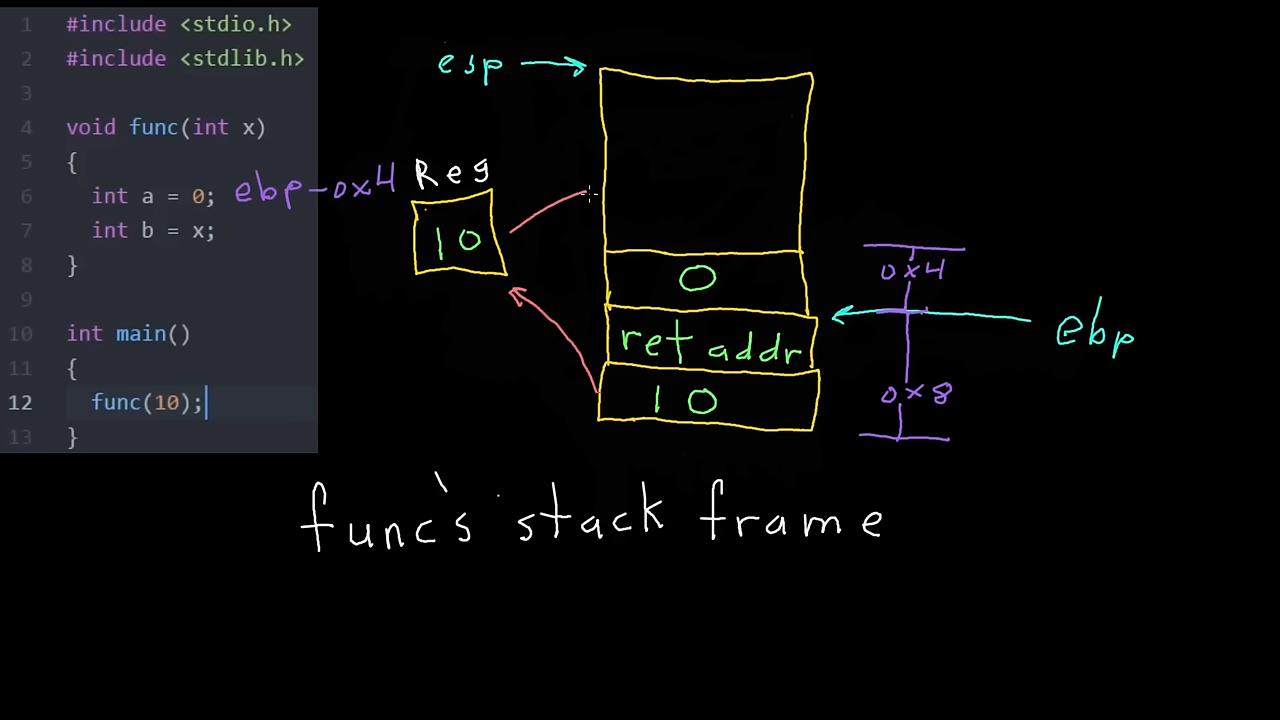 1 #include <stdio.h>
2 #include <stdlib.h>
3
4 void func(int x)
5 {
6 int a = 0; ebp-0x4
7 int b = x;
8 }
9
10 int main()
11 {
12 func(10);
13 }
esp
Reg
10
0
ret addr
10
0x4
ebp
0x8
func's stack frame